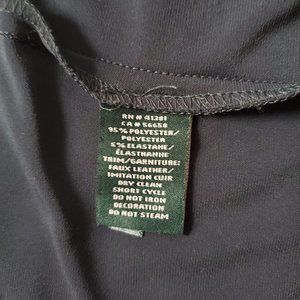 RN # 41381
CA # 56658
95% POLYESTER/
POLYESTER
5% ELASTANE/
ÉLASTHANNE
TRIM/GARNITURE:
FAUX LEATHER/
IMITATION CUIR
DRY CLEAN
SHORT CYCLE
DO NOT IRON
DECORATION
DO NOT STEAM